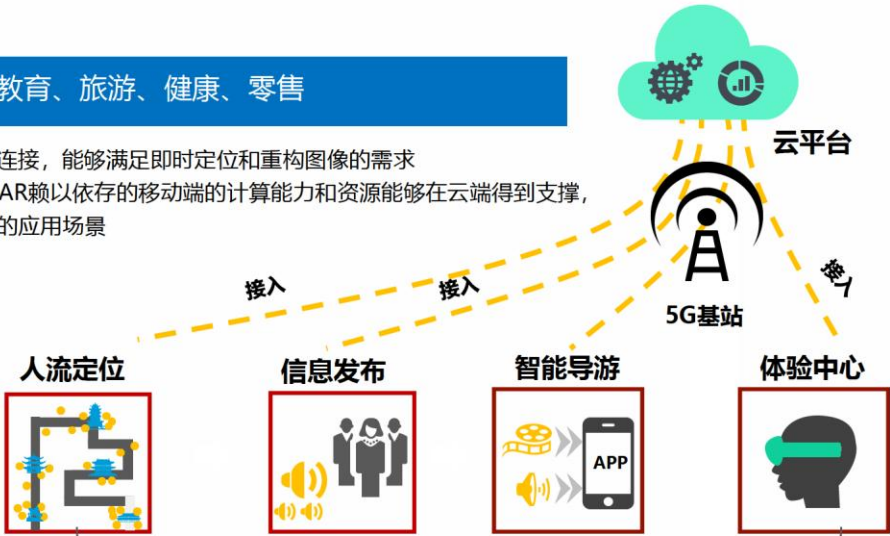 教育、旅游、健康、零售
连接，能够满足即时定位和重构图像的需求
AR赖以依存的移动端的计算能力和资源能够在云端得到支撑，
的应用场景
云平台
5G基站
接入
接入
接入
人流定位
信息发布
智能导游
体验中心
APP